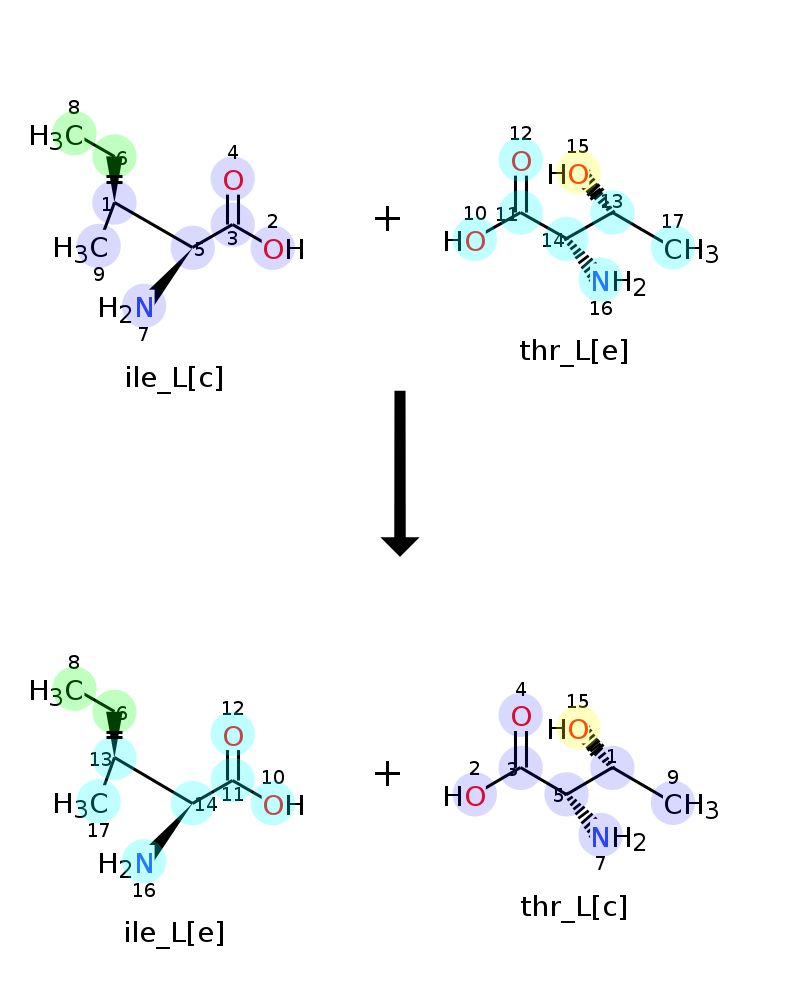 8
H3C 6
1
H3C
9
4
O
3
2
OH
5
H2N
7
ile_L[c]
+
12
O
11
10
HO
15
HO
13
14
17
CH3
NH2
16
thr_L[e]
8
H3C 6
13
H3C
17
12
O
11
10
OH
14
H2N
16
ile_L[e]
+
4
O
3
2
HO
15
HO
1
5
9
CH3
NH2
7
thr_L[c]